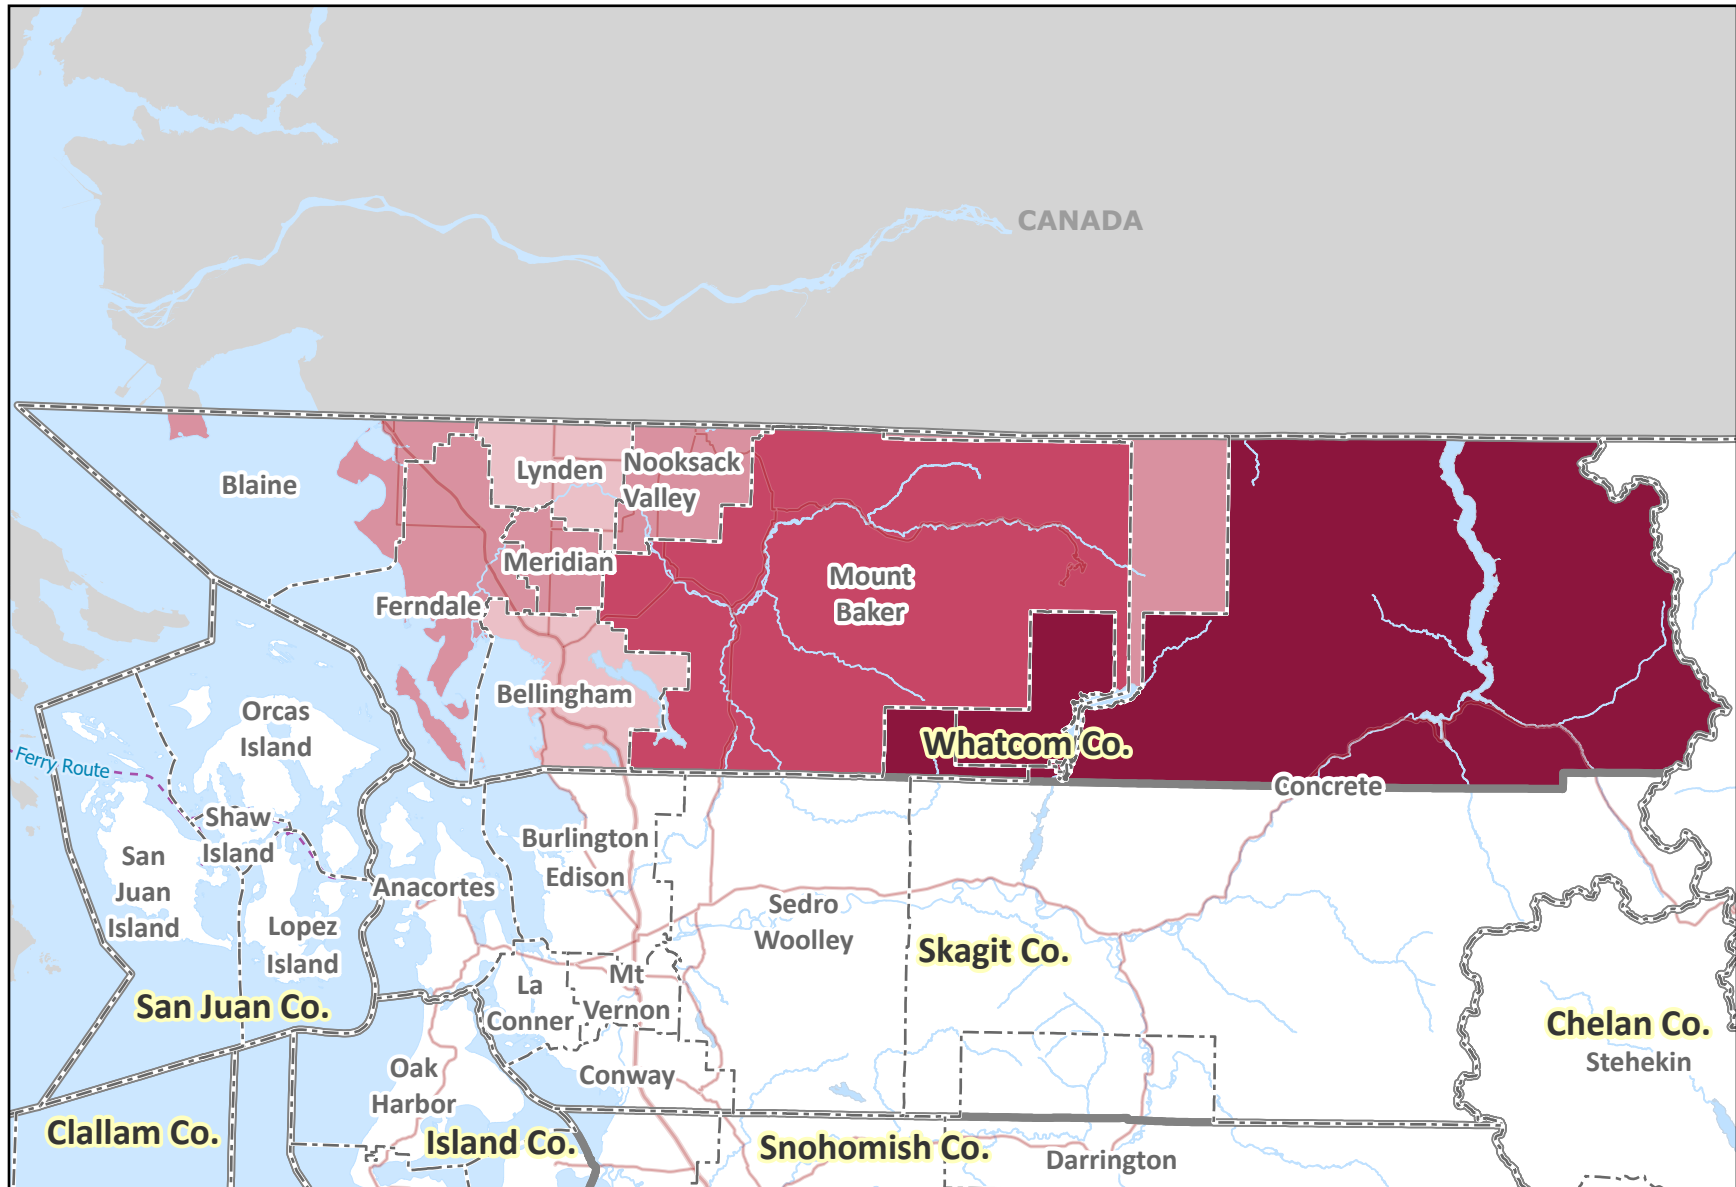 CANADA
Blaine
Lynden
Nooksack
Valley
Meridian
Mount
Baker
Ferndale
Bellingham
Orcas
Island
Whatcom Co.
Ferry Route
Concrete
Shaw
Island
San
Juan
Island
Burlington
Edison
Anacortes
Lopez
Island
Sedro
Woolley
Skagit Co.
La
Conner
Mt
Vernon
San Juan Co.
Chelan Co.
Stehekin
Oak
Harbor
Conway
Clallam Co.
Island Co.
Snohomish Co.
Darrington